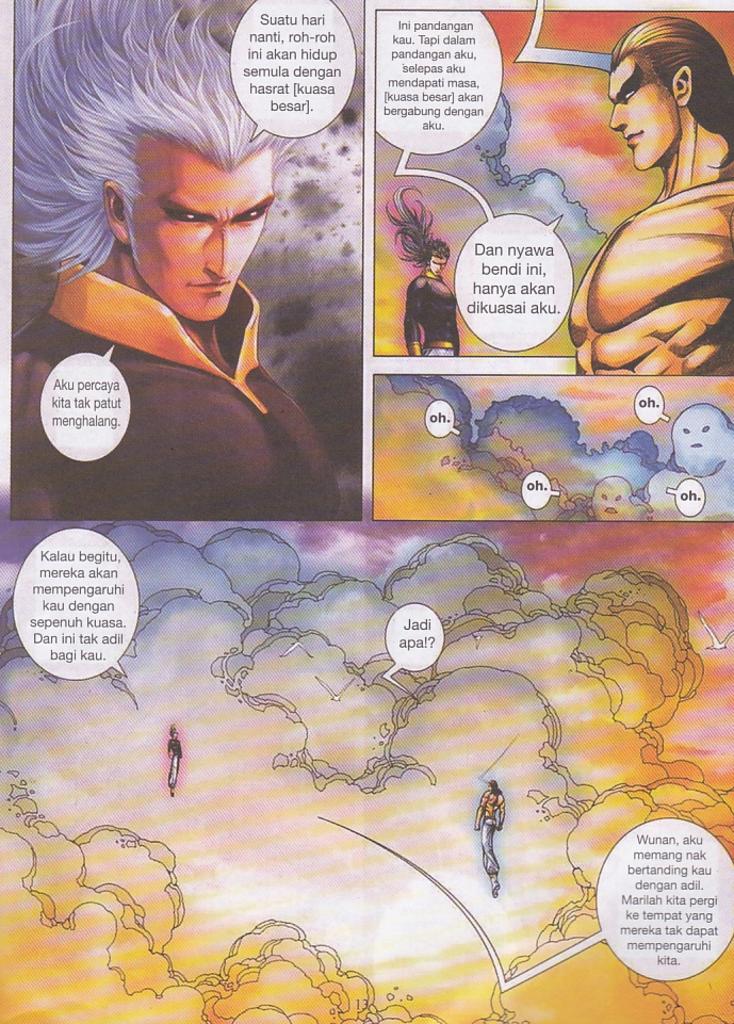 Suatu hari
nanti, roh-roh
ini akan hidup
semula dengan
hasrat [kuasa
besar].
Aku percaya
kita tak patut
menghalang.
Ini pandangan
kau. Tapi dalam
pandangan aku,
selepas aku
mendapati masa,
[kuasa besar] akan
bergabung dengan
aku.
Dan nyawa
bendi ini,
hanya akan
dikuasai aku.
oh.
oh.
oh.
oh.
Kalau begitu,
mereka akan
mempengaruhi
kau dengan
sepenuh kuasa.
Dan ini tak adil
bagi kau.
Jadi
apa!?
Wunan, aku
memang nak
bertanding kau
dengan adil.
Marilah kita pergi
ke tempat yang
mereka tak dapat
mempengaruhi
kita.
13